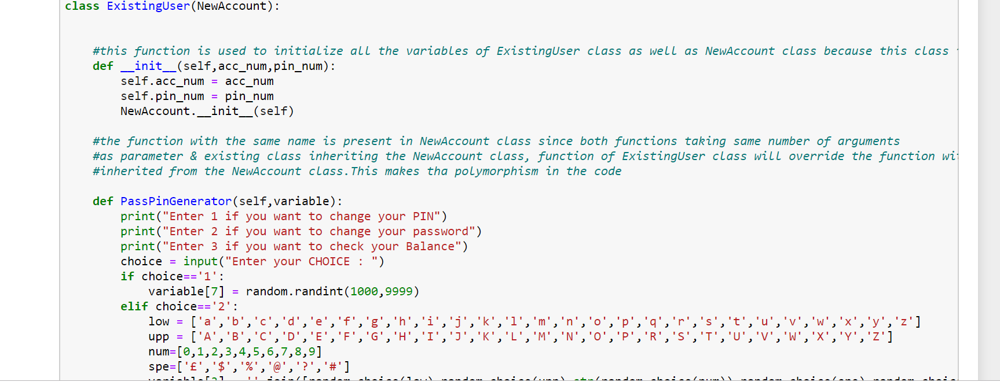 class ExistingUser(NewAccount):
#this function is used to initialize all the variables of ExistingUser class as well as NewAccount class because this class
def __init__(self,acc_num,pin_num):
self.acc_num = acc_num
self.pin_num = pin_num
NewAccount.__init__(self)
#the function with the same name is present in NewAccount class since both functions taking same number of arguments
#as parameter & existing class inheriting the NewAccount class, function of ExistingUser class will override the function
#inherited from the NewAccount class.This makes tha polymorphism in the code
def PassPinGenerator(self,variable):
print("Enter 1 if you want to change your PIN")
print("Enter 2 if you want to change your password")
print("Enter 3 if you want to check your Balance")
choice = input("Enter your CHOICE : ")
if choice=='1':
variable[7] = random.randint(1000,9999)
elif choice=='2':
low = ['a','b','c','d','e','f','g','h','i','j','k','l','m','n','o','p','q','r','s','t','u','v','w','x','y','z']
upp = ['A','B','C','D','E','F','G','H','I','J','K','L','M','N','O','P','R','S','T','U','V','W','X','Y','Z']
num=[0,1,2,3,4,5,6,7,8,9]
spe=['£','$','%','@','?','#']